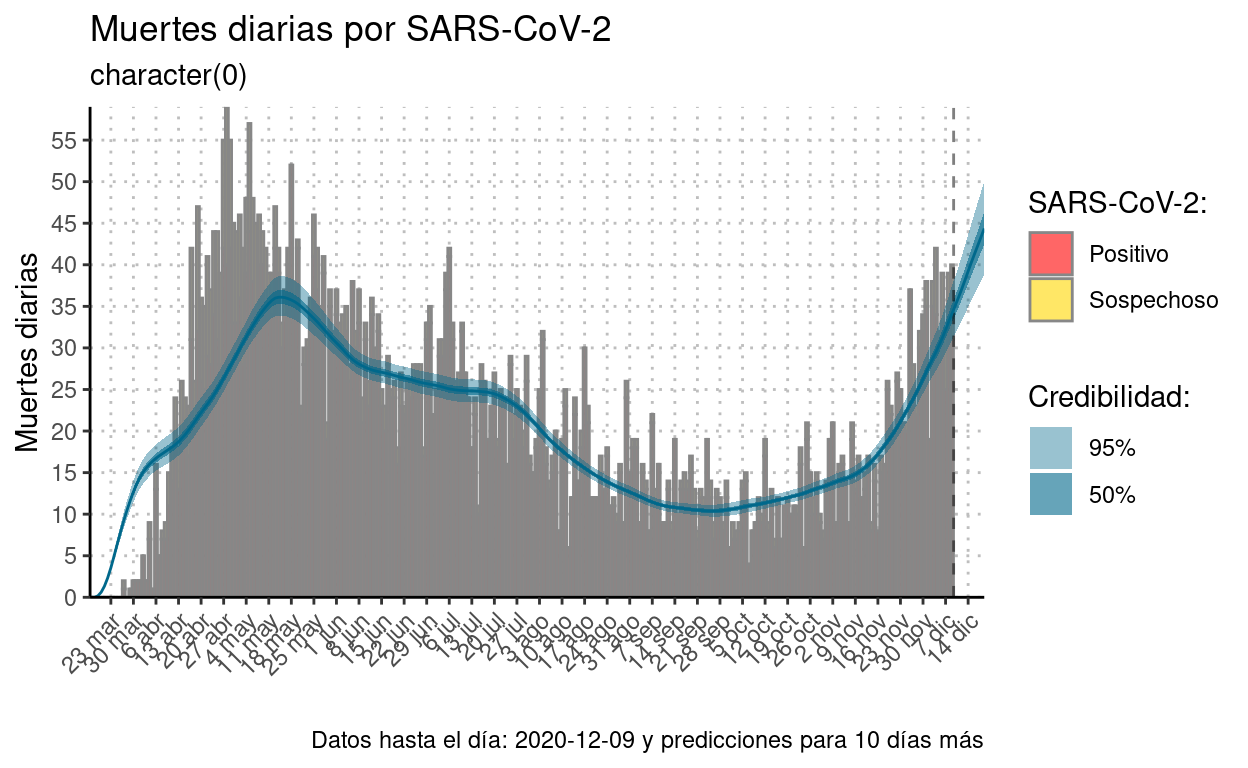 Muertes diarias por SARS-CoV-2
character(0)
Muertes diarias
55
50
45
40
35
30
25
20
15
10
5
0
23 mar
30 mar
6 abr
13 abr
20 abr
27 abr
4 may
11 may
18 may
25 may
1 jun
8 jun
15 jun
22 jun
29 jun
6 jul
13 jul
20 jul
27 jul
3 ago
10 ago
17 ago
24 ago
31 ago
7 sep
14 sep
21 sep
28 sep
5 oct
12 oct
19 oct
26 oct
2 nov
9 nov
16 nov
23 nov
30 nov
7 dic
14 dic
SARS-CoV-2:
Positivo
Sospechoso
Credibilidad:
95%
50%
Datos hasta el día: 2020-12-09 y predicciones para 10 días más